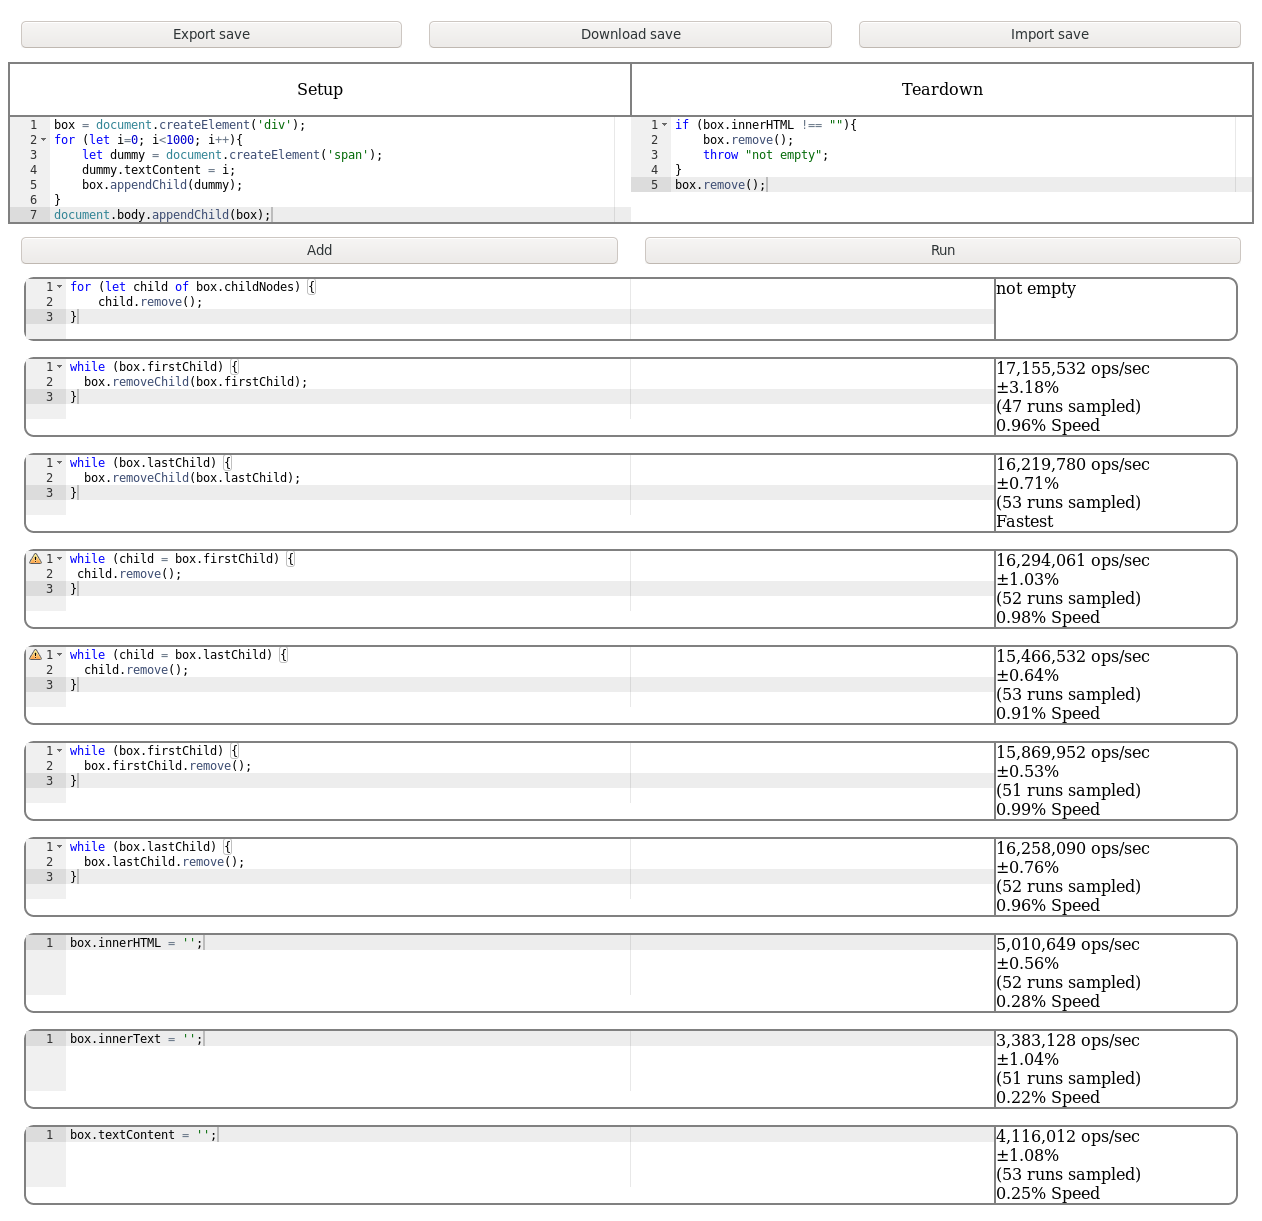 Export save
Download save
Import save
Setup
Teardown
1 box = document.createElement('div');
2 for (let i=0; i<1000; i++){
3     let dummy = document.createElement('span');
4     dummy.textContent = i;
5     box.appendChild(dummy);
6 }
7 document.body.appendChild(box);
1 if (box.innerHTML !== ""){
2     box.remove();
3     throw "not empty";
4 }
5 box.remove();
Add
Run
1 for (let child of box.childNodes) {
2     child.remove();
3 }
not empty
1 while (box.firstChild) {
2   box.removeChild(box.firstChild);
3 }
17,155,532 ops/sec
±3.18%
(47 runs sampled)
0.96% Speed
1 while (box.lastChild) {
2   box.removeChild(box.lastChild);
3 }
16,219,780 ops/sec
±0.71%
(53 runs sampled)
Fastest
1 while (child = box.firstChild) {
2  child.remove();
3 }
16,294,061 ops/sec
±1.03%
(52 runs sampled)
0.98% Speed
1 while (child = box.lastChild) {
2   child.remove();
3 }
15,466,532 ops/sec
±0.64%
(53 runs sampled)
0.91% Speed
1 while (box.firstChild) {
2   box.firstChild.remove();
3 }
15,869,952 ops/sec
±0.53%
(51 runs sampled)
0.99% Speed
1 while (box.lastChild) {
2   box.lastChild.remove();
3 }
16,258,090 ops/sec
±0.76%
(52 runs sampled)
0.96% Speed
1 box.innerHTML = '';
5,010,649 ops/sec
±0.56%
(52 runs sampled)
0.28% Speed
1 box.innerText = '';
3,383,128 ops/sec
±1.04%
(51 runs sampled)
0.22% Speed
1 box.textContent = '';
4,116,012 ops/sec
±1.08%
(53 runs sampled)
0.25% Speed